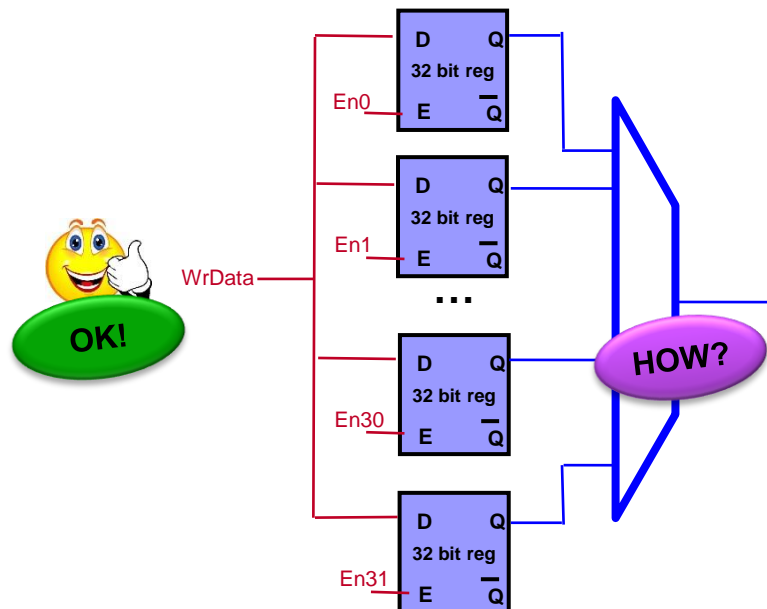 D Q
32 bit reg
En0
E Q
D Q
32 bit reg
En1
E Q
WrData
...
OK!
D Q
32 bit reg
HOW?
En30
E Q
D Q
32 bit reg
En31
E Q